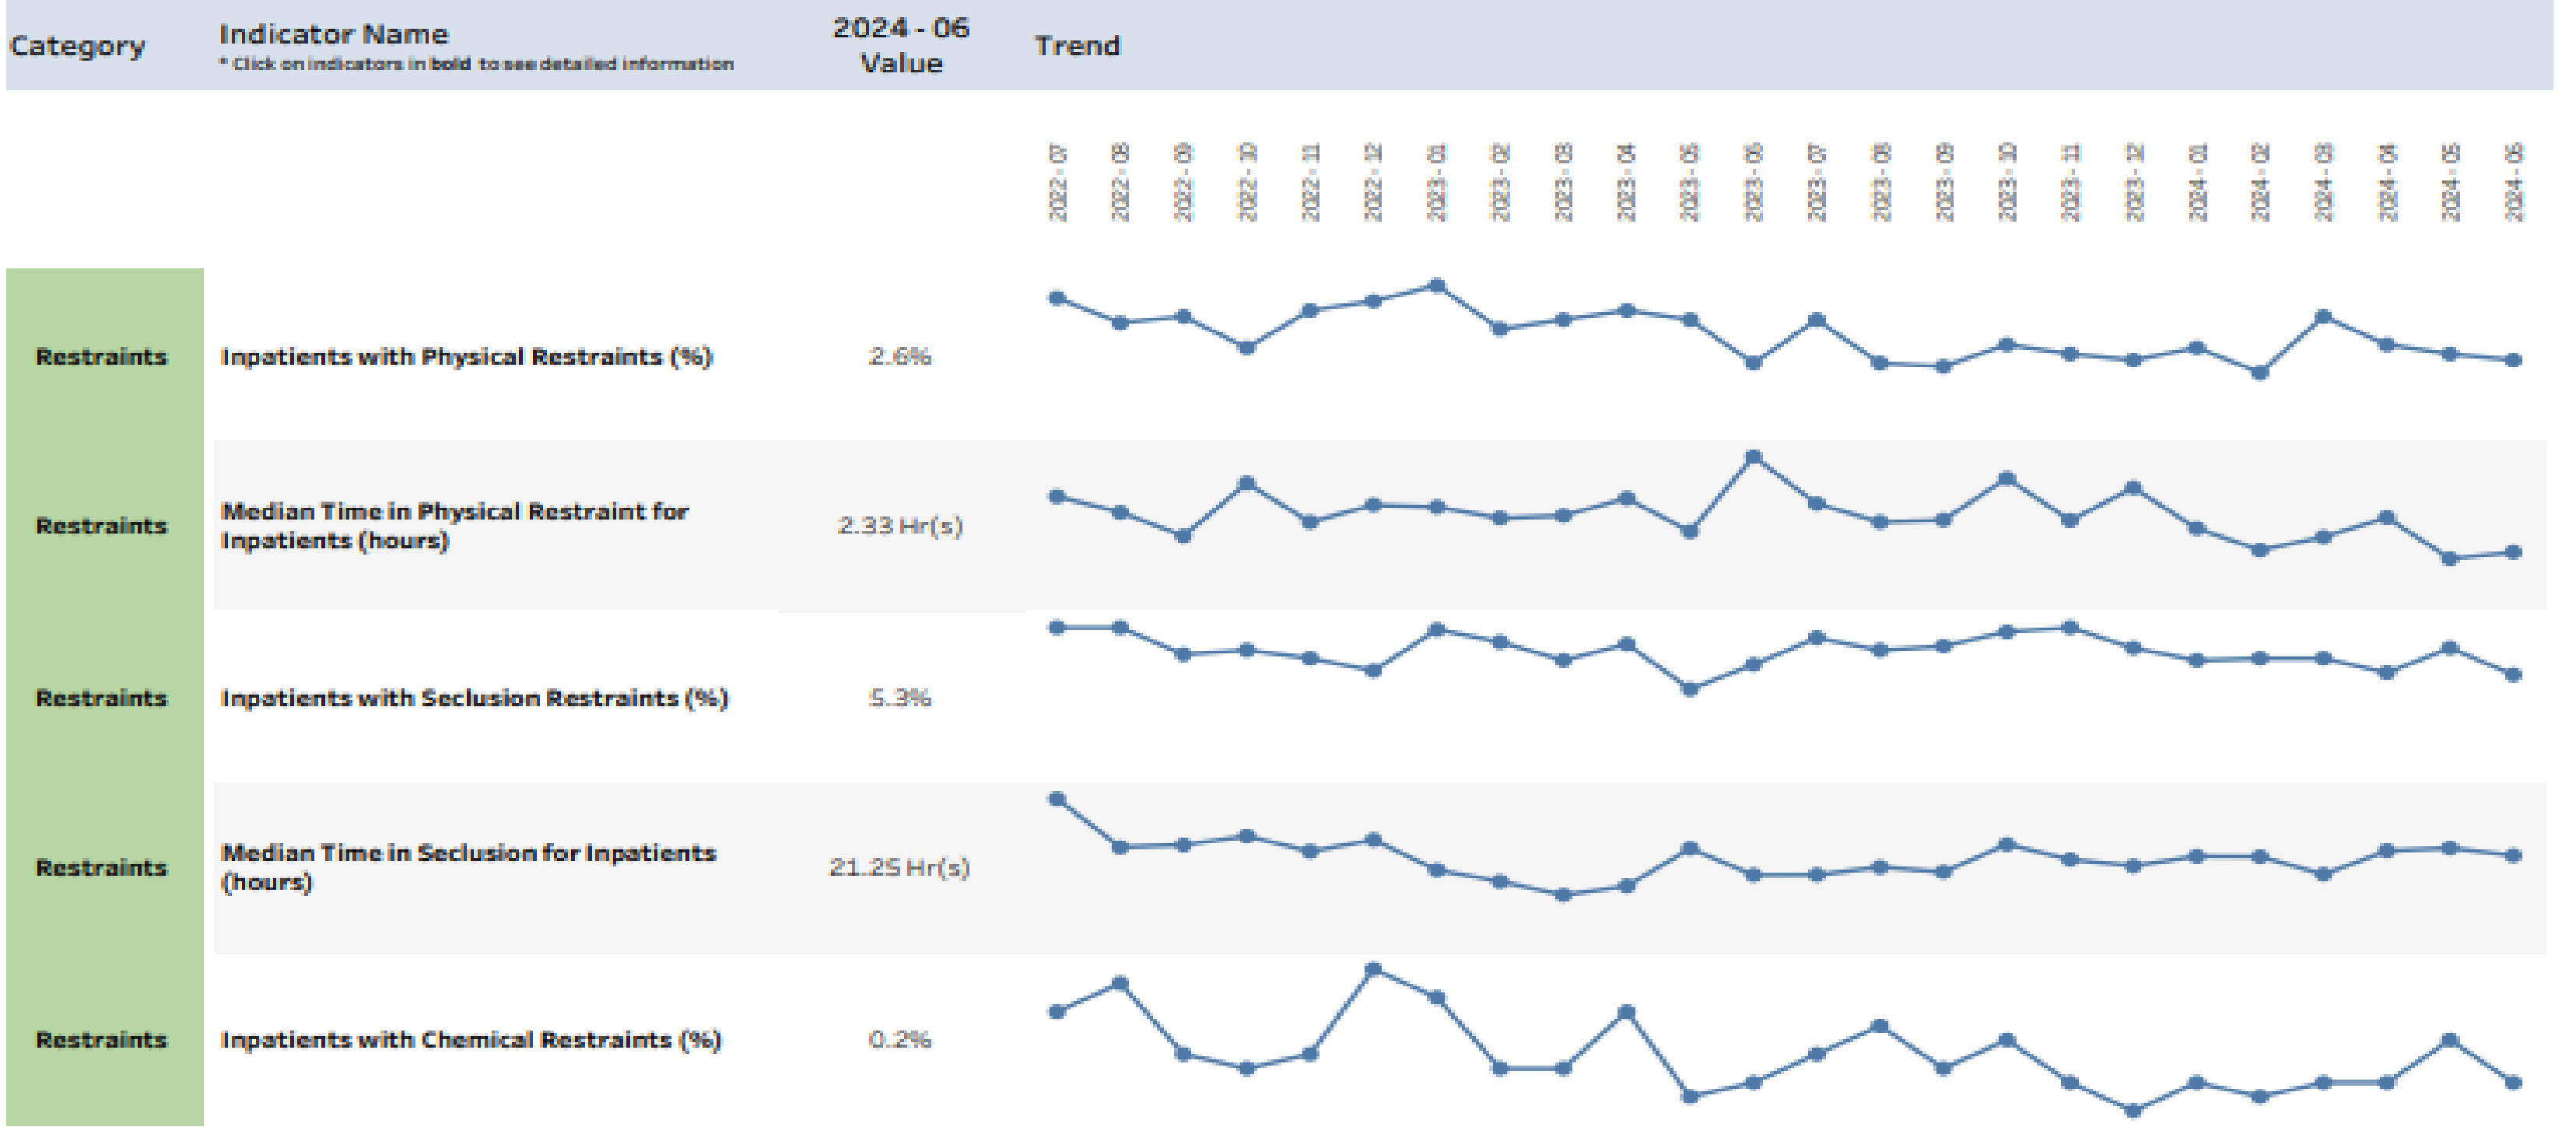 Category
Indicator Name
* Click on indicators in bold to see detailed information
2024 - 06
Value
Trend
2022 - 07
2022 - 08
2022 - 09
2022 - 10
2022 - 11
2022 - 12
2023 - 01
2023 - 02
2023 - 03
2023 - 04
2023 - 05
2023 - 06
2023 - 07
2023 - 08
2023 - 09
2023 - 10
2023 - 11
2023 - 12
2024 - 01
2024 - 02
2024 - 03
2024 - 04
2024 - 05
2024 - 06
Restraints
Inpatients with Physical Restraints (%)
2.6%
Restraints
Median Time in Physical Restraint for
Inpatients (hours)
2.33 Hr(s)
Restraints
Inpatients with Seclusion Restraints (%)
5.3%
Restraints
Median Time in Seclusion for Inpatients
(hours)
21.25 Hr(s)
Restraints
Inpatients with Chemical Restraints (%)
0.2%